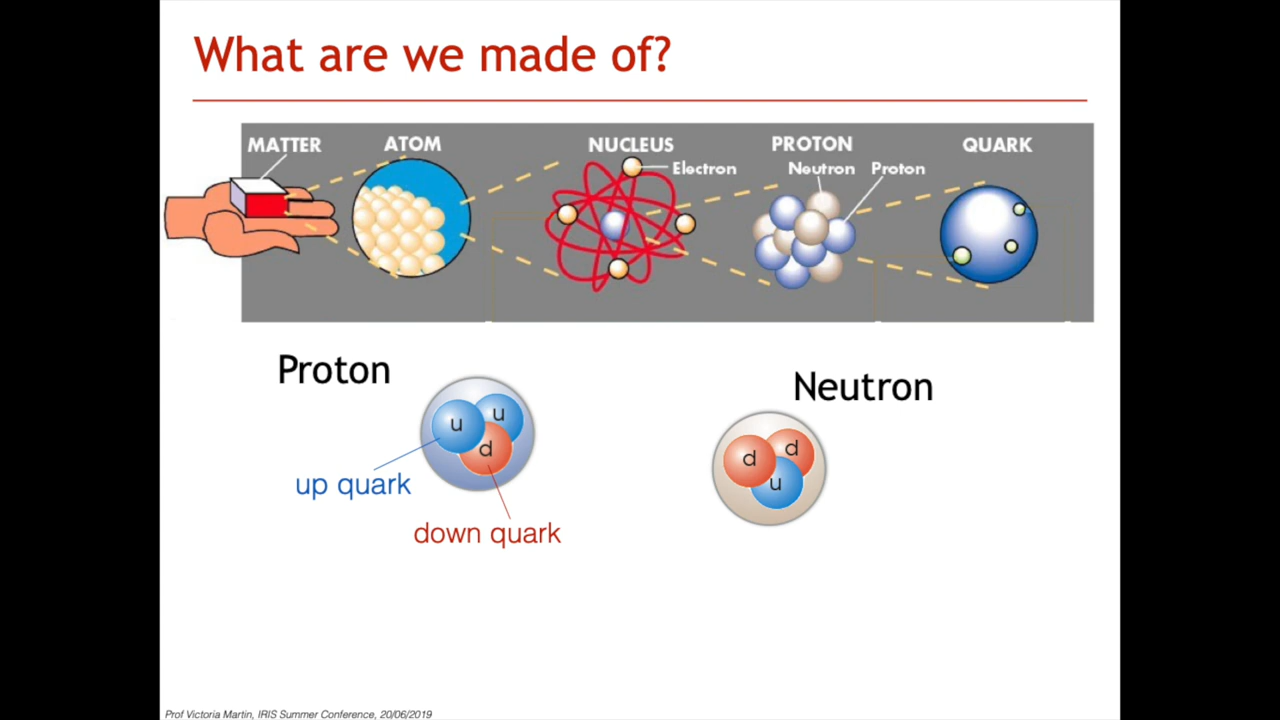 What are we made of?
MATTER ATOM NUCLEUS PROTON QUARK
Electron Neutron Proton
Proton
Neutron
u u
d
d d
u
up quark
down quark
Prof Victoria Martin, IRIS Summer Conference, 20/06/2019